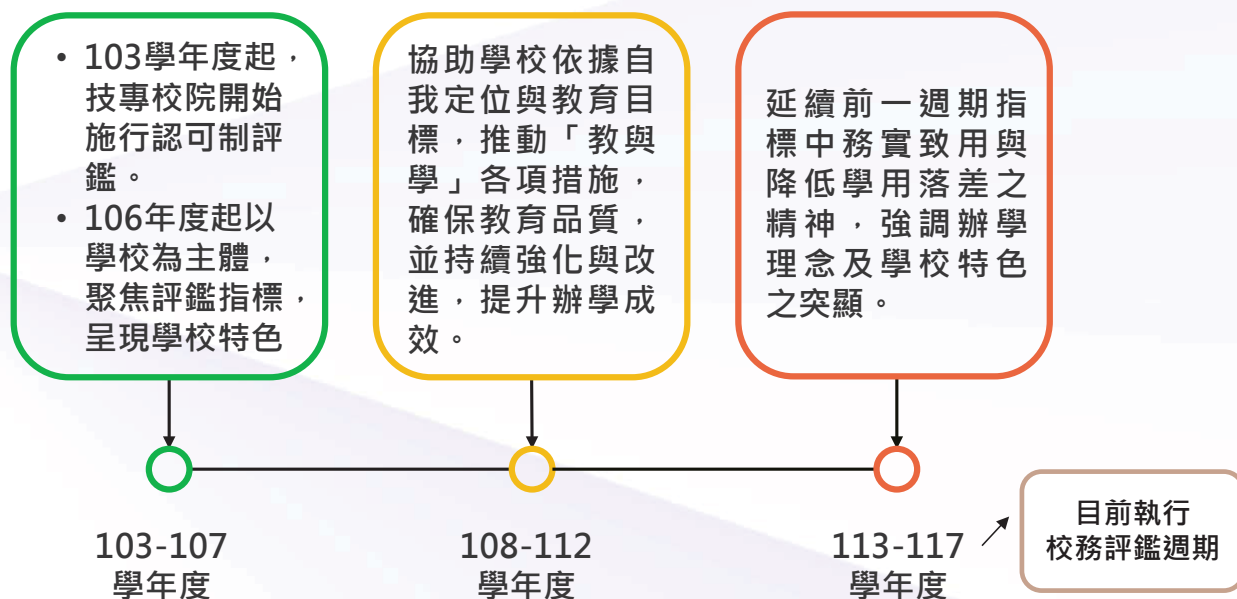 • 103學年度起，
技專校院開始
施行認可制評
鑑。
• 106年度起以
學校為主體，
聚焦評鑑指標，
呈現學校特色
協助學校依據自
我定位與教育目
標，推動「教與
學」各項措施，
確保教育品質，
並持續強化與改
進，提升辦學成
效。
延續前一週期指
標中務實致用與
降低學用落差之
精神，強調辦學
理念及學校特色
之突顯。
103-107
學年度
108-112
學年度
113-117
學年度
目前執行
校務評鑑週期